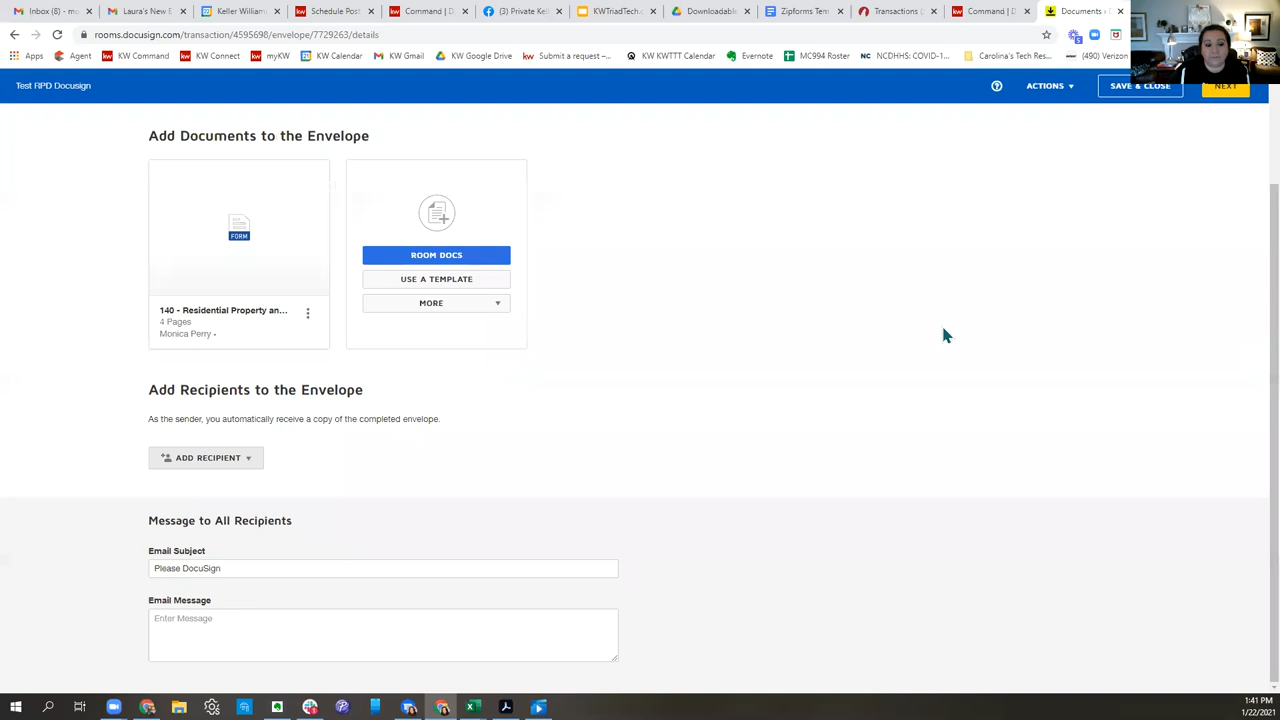 Inbox (8) - mo
Laura's New E
Keller William
Schedule Post
Command [ D
(3) Private Kel
KWTriadTech.c
Downloadable
Zipforms Tem
Transactions (
Command | D
Documents ›
rooms.docusign.com/transaction/4595698/envelope/7729263/details
Apps
Agent
KW Command
KW Connect
myKW
KW Calendar
KW Gmail
KW Google Drive
Submit a request –...
KW KWTTT Calendar
Evernote
MC994 Roster
NCDHHS: COVID-1...
Carolina's Tech Res...
(490) Verizon
Test RPD Docusign
ACTIONS
SAVE & CLOSE
NEXT
Add Documents to the Envelope
FORM
140 - Residential Property an...
4 Pages
Monica Perry •
ROOM DOCS
USE A TEMPLATE
MORE
Add Recipients to the Envelope
As the sender, you automatically receive a copy of the completed envelope.
ADD RECIPIENT
Message to All Recipients
Email Subject
Please DocuSign
Email Message
Enter Message
1:41 PM
1/22/2021